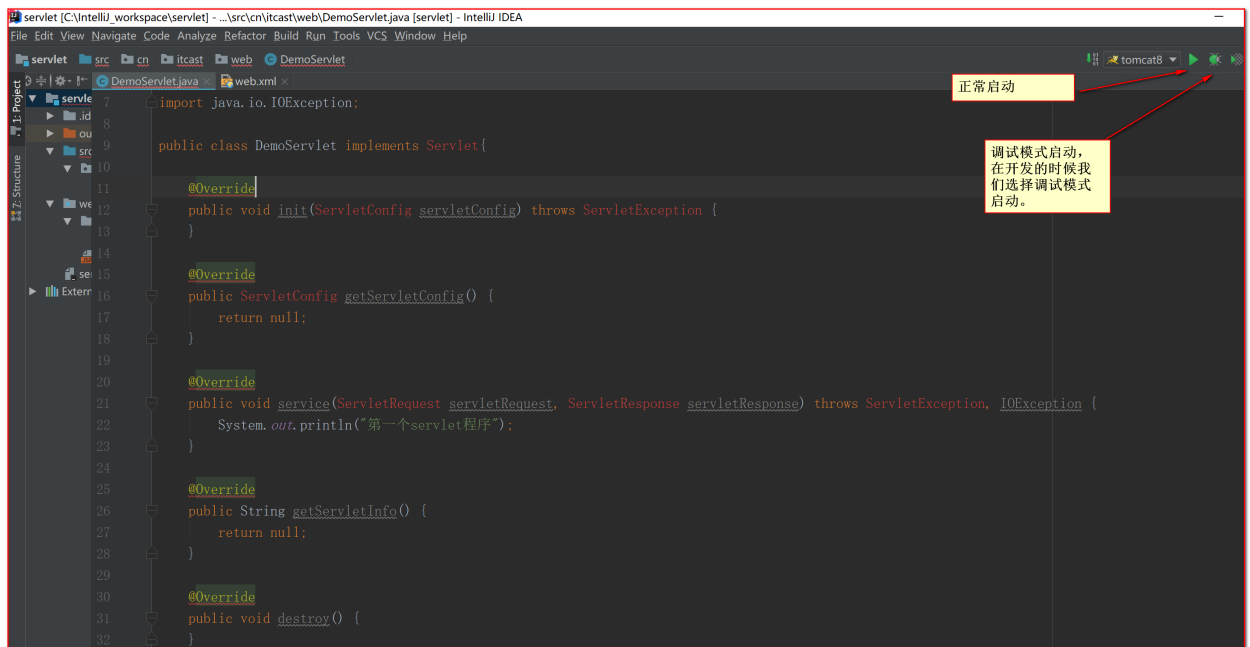 servlet [C:\IntelliJ_workspace\servlet] - ...\src\cn\itcast\web\DemoServlet.java [servlet] - IntelliJ IDEA
File Edit View Navigate Code Analyze Refactor Build Run Tools VCS Window Help
servlet src cn itcast web DemoServlet
tomcat8
DemoServlet.java web.xml
正常启动
调试模式启动，
在开发的时候我
们选择调试模式
启动。
1: Project
Z: Structure
servle
.id
ou
src
we
se
Extern
7 import java.io.IOException;
8
9 public class DemoServlet implements Servlet{
10
11 @Override
12 public void init(ServletConfig servletConfig) throws ServletException {
13 }
14
15 @Override
16 public ServletConfig getServletConfig() {
17 return null;
18 }
19
20 @Override
21 public void service(ServletRequest servletRequest, ServletResponse servletResponse) throws ServletException, IOException {
22 System.out.println("第一个servlet程序");
23 }
24
25 @Override
26 public String getServletInfo() {
27 return null;
28 }
29
30 @Override
31 public void destroy() {
32 }